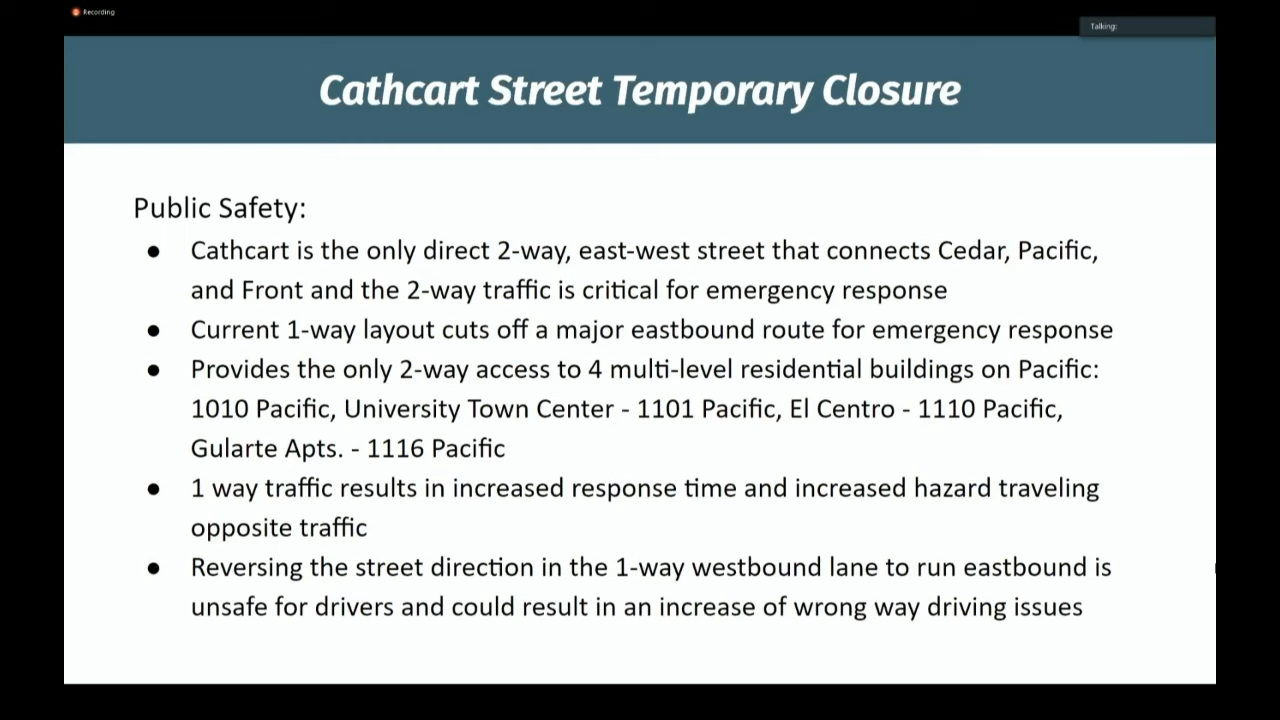 Recording
Talking:
Cathcart Street Temporary Closure
Public Safety:
● Cathcart is the only direct 2-way, east-west street that connects Cedar, Pacific,
and Front and the 2-way traffic is critical for emergency response
● Current 1-way layout cuts off a major eastbound route for emergency response
● Provides the only 2-way access to 4 multi-level residential buildings on Pacific:
1010 Pacific, University Town Center - 1101 Pacific, El Centro - 1110 Pacific,
Gularte Apts. - 1116 Pacific
● 1 way traffic results in increased response time and increased hazard traveling
opposite traffic
● Reversing the street direction in the 1-way westbound lane to run eastbound is
unsafe for drivers and could result in an increase of wrong way driving issues